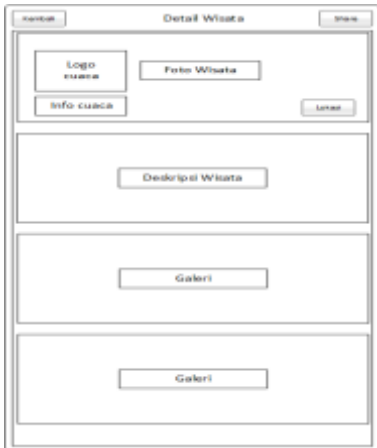 Kembali
Detail Wisata
Share
Logo
cuaca
Foto Wisata
Info cuaca
Lokasi
Deskripsi Wisata
Galeri
Galeri